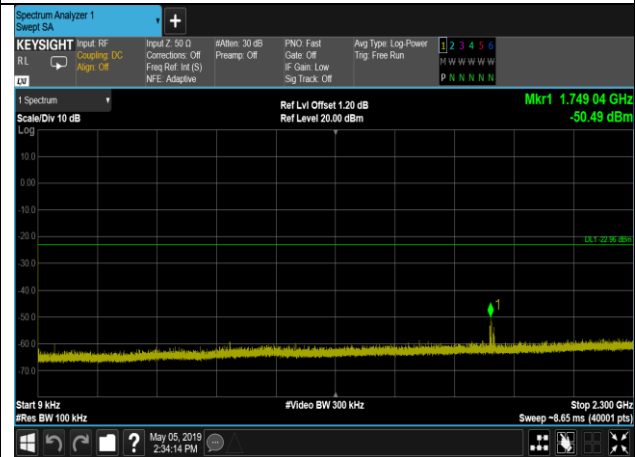 Spectrum Analyzer 1
Swept SA
+
KEYSIGHT Input: RF Input Z: 50 Ω #Atten: 30 dB PNO: Fast Avg Type: Log-Power 1 2 3 4 5 6
RL Coupling: DC Corrections: Off Preamp: Off Gate: Off Trig: Free Run M W W W W W
Align: Off Freq Ref: Int (S) IF Gain: Low
LXI NFE: Adaptive Sig Track: Off P N N N N N
1 Spectrum Ref Lvl Offset 1.20 dB Mkr1 1.749 04 GHz
Scale/Div 10 dB Ref Level 20.00 dBm -50.49 dBm
Log
10.0
0.00
-10.0
DL1 -22.96 dBm
-30.0
-40.0
1
-50.0
-60.0
-70.0
Start 9 kHz #Video BW 300 kHz Stop 2.300 GHz
#Res BW 100 kHz Sweep ~8.65 ms (40001 pts)
? May 05, 2019
2:34:14 PM